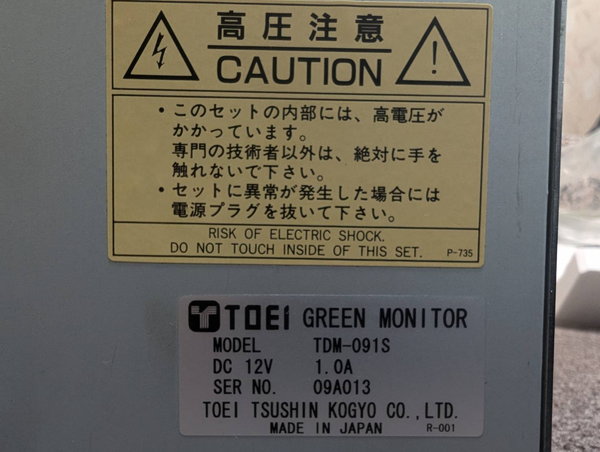 高圧注意
CAUTION
・このセットの内部には、高電圧が
かかっています。
専門の技術者以外は、絶対に手を
触れないで下さい。
・セットに異常が発生した場合には
電源プラグを抜いて下さい。
RISK OF ELECTRIC SHOCK.
DO NOT TOUCH INSIDE OF THIS SET. P-735
TOEI GREEN MONITOR
MODEL TDM-091S
DC 12V 1.0A
SER NO. 09A013
TOEI TSUSHIN KOGYO CO.,LTD.
MADE IN JAPAN R-001